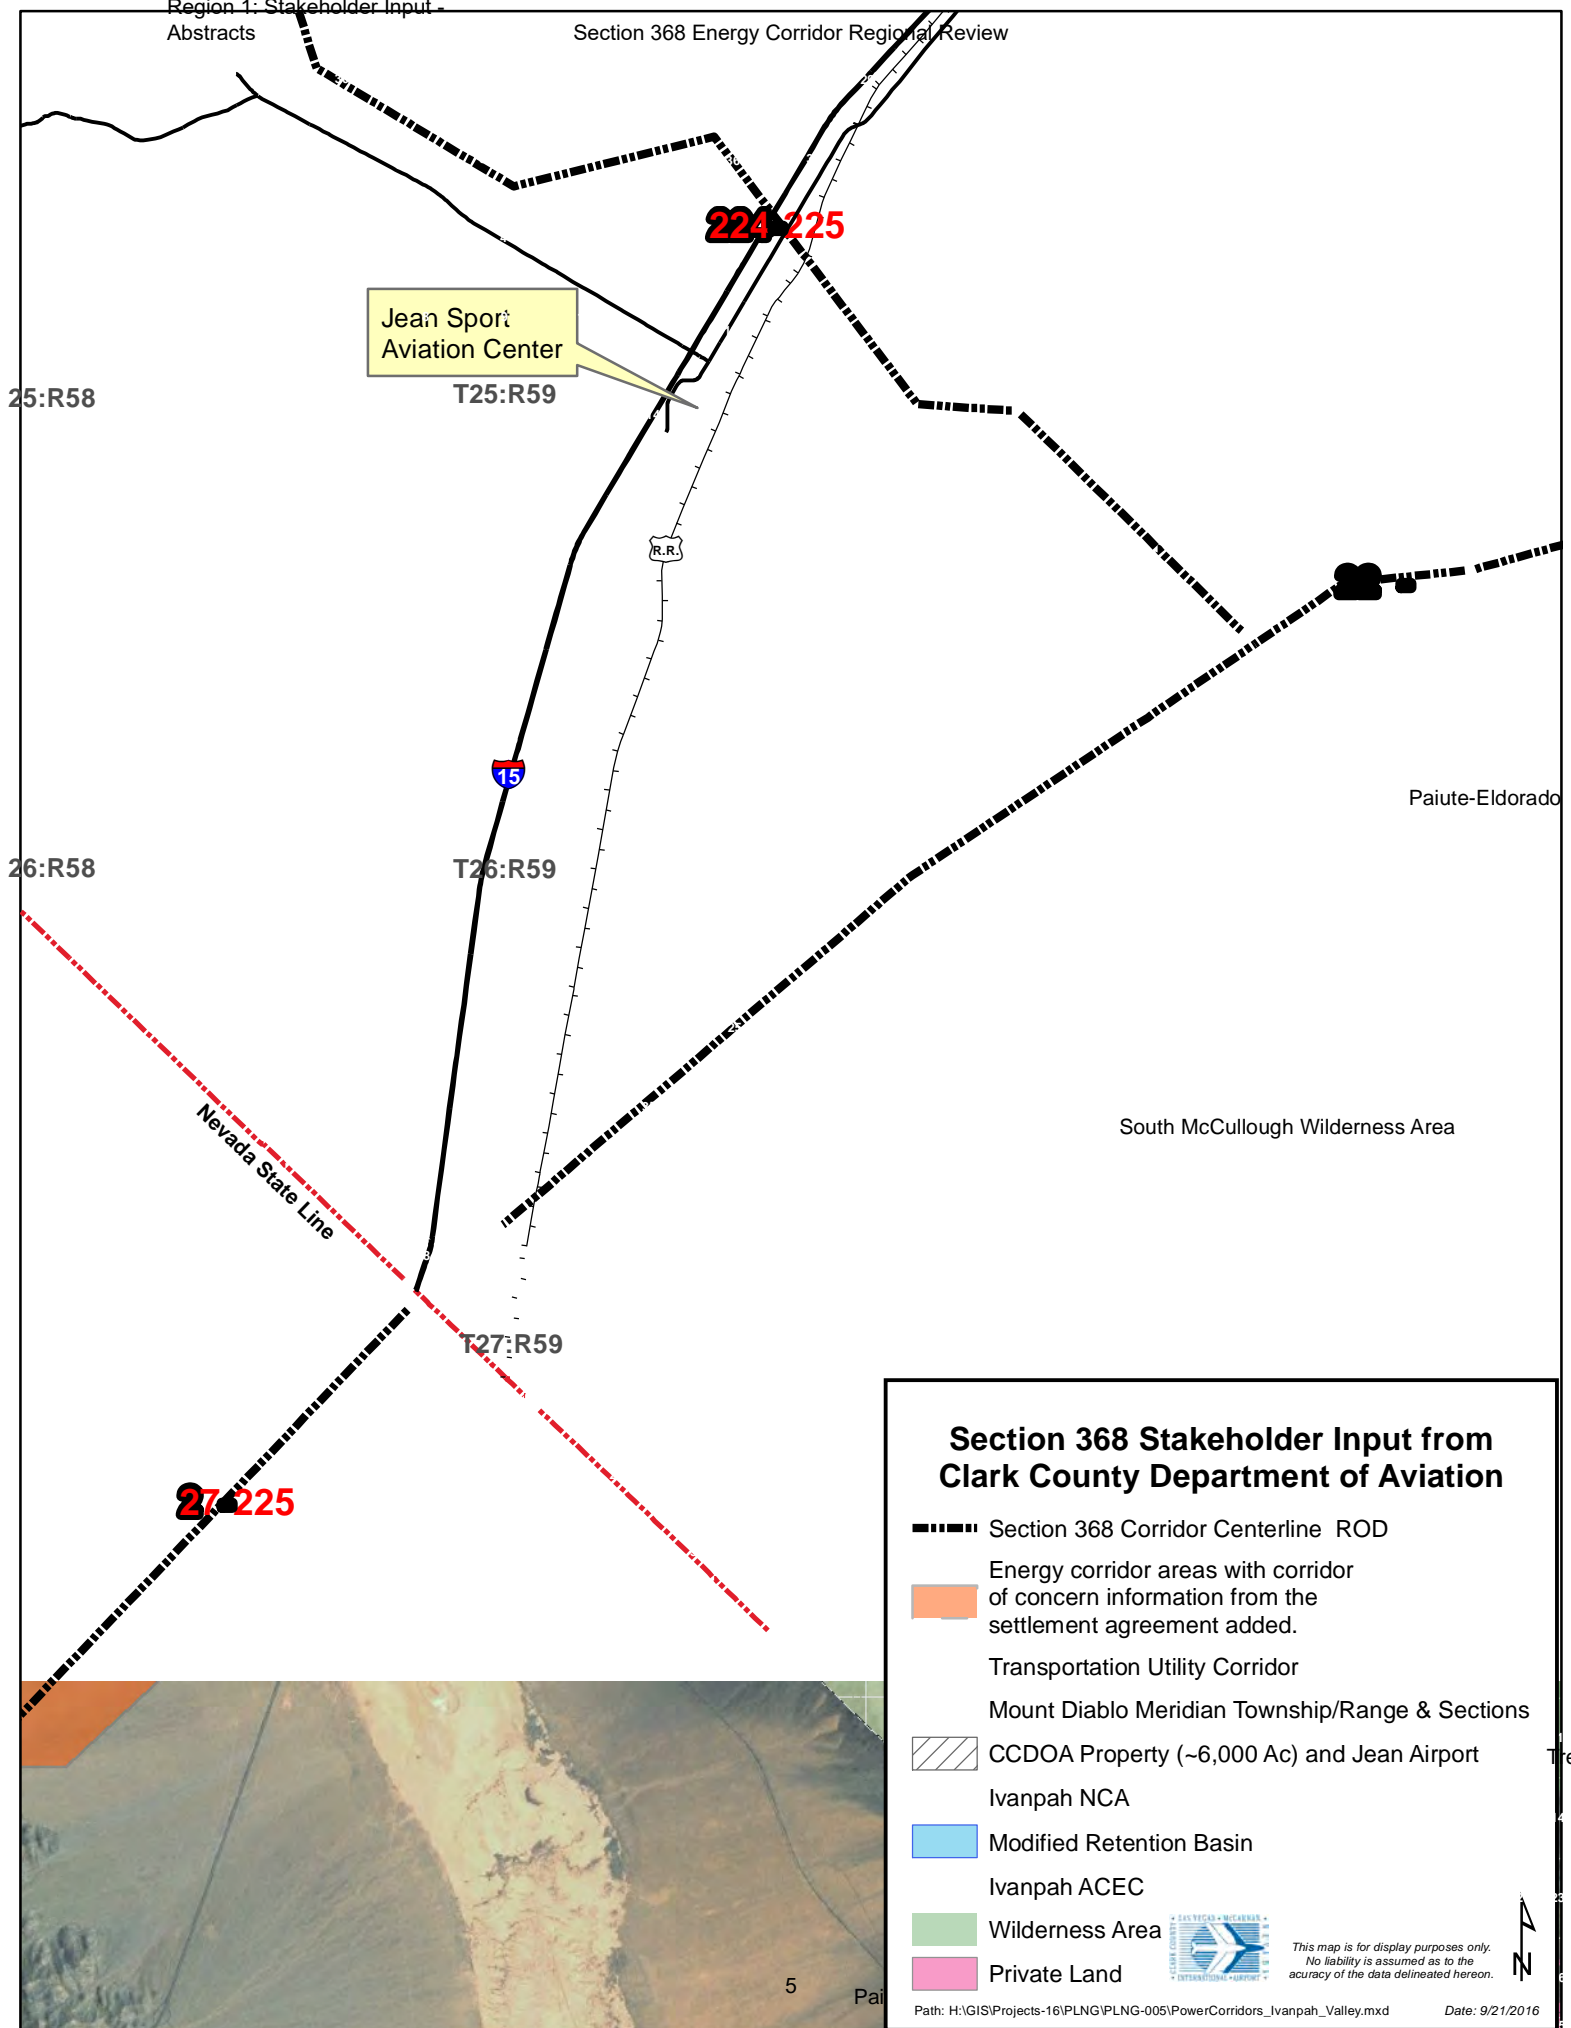 Region 1: Stakeholder Input -
Abstracts
Section 368 Energy Corridor Regional Review
224 225
Jean Sport
Aviation Center
25:R58
T25:R59
R.R.
15
Paiute-Eldorado
26:R58
T26:R59
Nevada State Line
South McCullough Wilderness Area
T27:R59
27 225
Section 368 Stakeholder Input from
Clark County Department of Aviation
Section 368 Corridor Centerline ROD
Energy corridor areas with corridor
of concern information from the
settlement agreement added.
Transportation Utility Corridor
Mount Diablo Meridian Township/Range & Sections
CCDOA Property (~6,000 Ac) and Jean Airport
Tre
Ivanpah NCA
Modified Retention Basin
Ivanpah ACEC
Wilderness Area
Private Land
This map is for display purposes only.
No liability is assumed as to the
acuracy of the data delineated hereon.
N
5
Pai
Path: H:\GIS\Projects-16\PLNG\PLNG-005\PowerCorridors_Ivanpah_Valley.mxd
Date: 9/21/2016